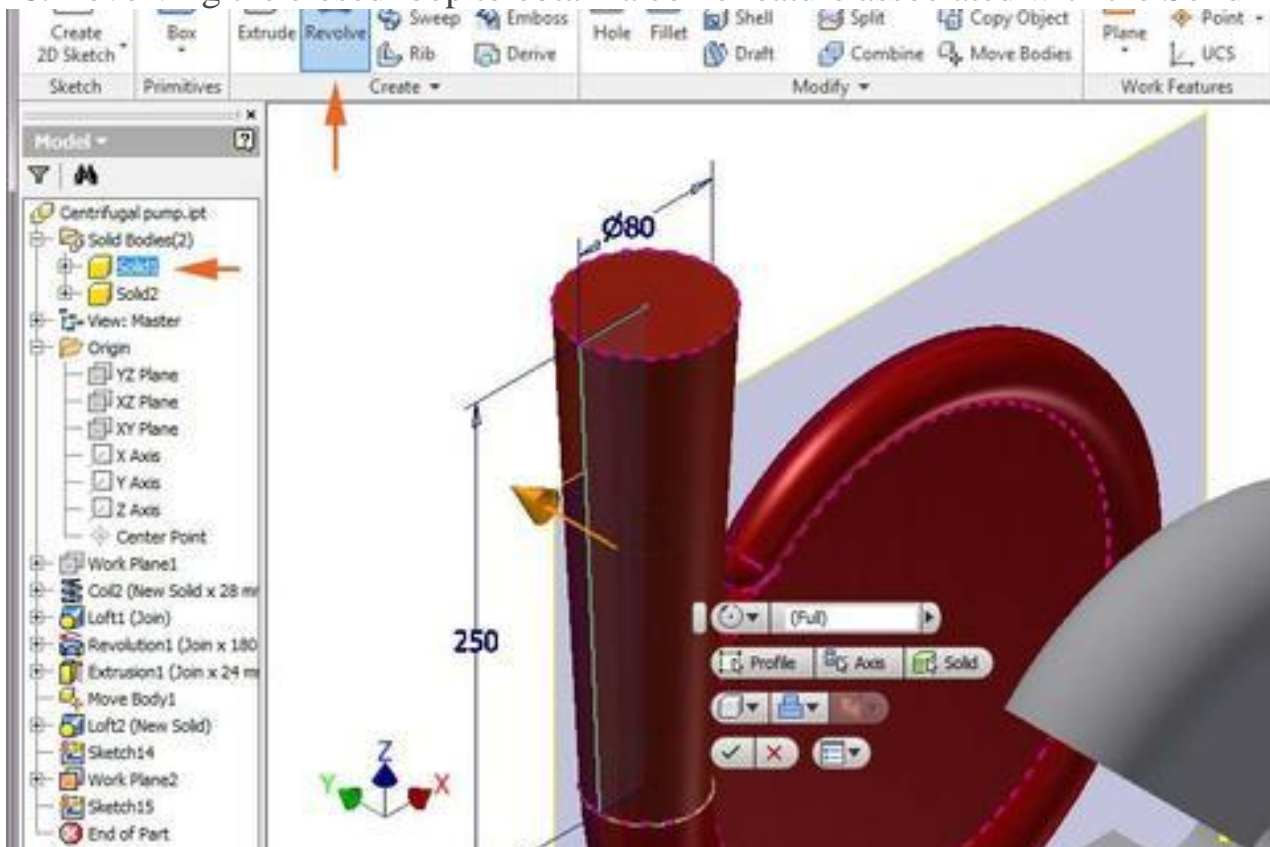 Create
2D Sketch
Box
Extrude
Revolve
Sweep
Emboss
Rib
Derive
Hole
Fillet
Shell
Split
Copy Object
Draft
Combine
Move Bodies
Plane
Point
UCS
Sketch
Primitives
Create
Modify
Work Features
Model
Centrifugal pump.ipt
Solid Bodies(2)
Solid1
Solid2
View: Master
Origin
YZ Plane
XZ Plane
XY Plane
X Axis
Y Axis
Z Axis
Center Point
Work Plane1
Coil2 (New Solid x 28 mm
Loft1 (Join)
Revolution1 (Join x 180
Extrusion1 (Join x 24 mm
Move Body1
Loft2 (New Solid)
Sketch14
Work Plane2
Sketch15
End of Part
Ø80
250
(Full)
Profile
Axis
Solid
Z
Y
X